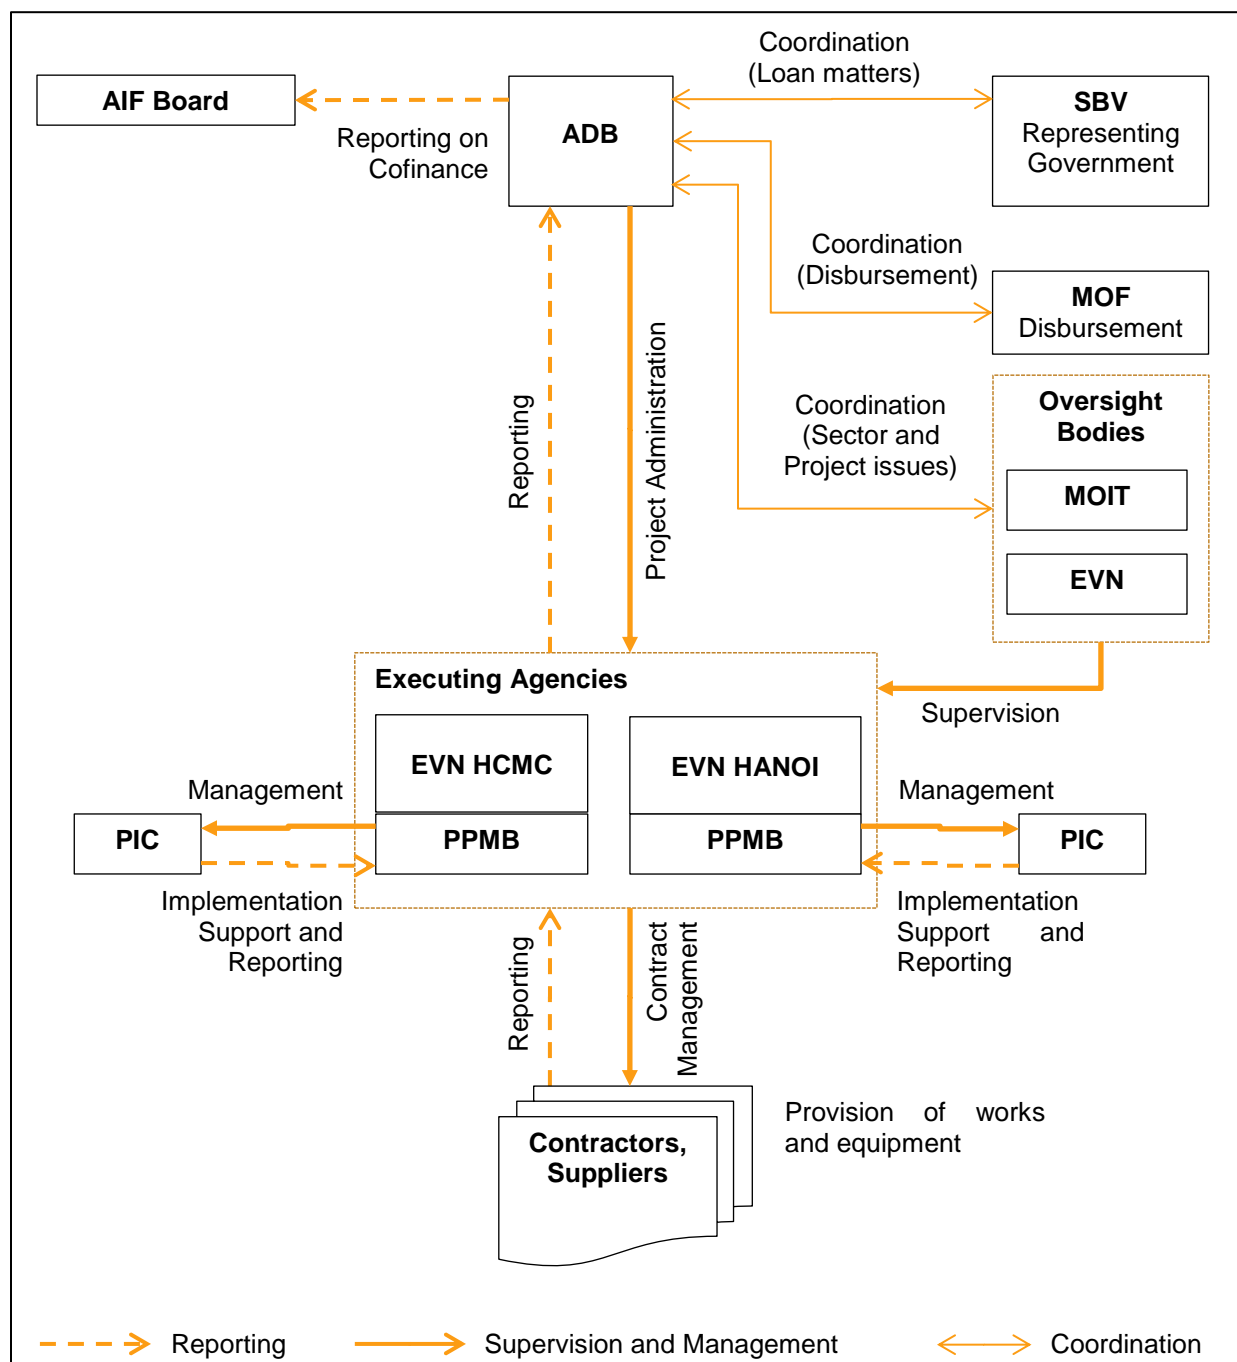 Coordination
(Loan matters)
AIF Board
ADB
SBV
Representing
Government
Reporting on
Cofinance
Coordination
(Disbursement)
MOF
Disbursement
Reporting
Project Administration
Coordination
(Sector and
Project issues)
Oversight
Bodies
MOIT
EVN
Executing Agencies
Supervision
EVN HCMC
EVN HANOI
Management
Management
PIC
PPMB
PPMB
PIC
Implementation
Support and
Reporting
Implementation
Support and
Reporting
Reporting
Contract
Management
Contractors,
Suppliers
Provision of works
and equipment
Reporting
Supervision and Management
Coordination